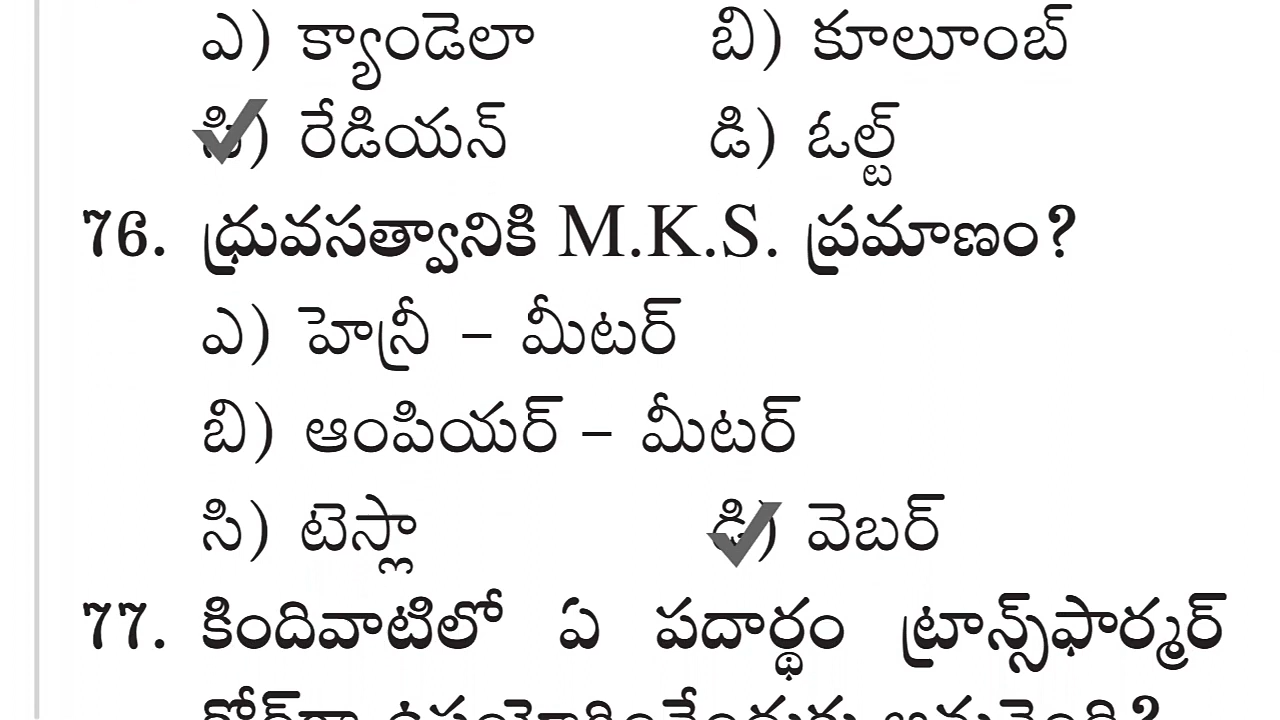 ఎ) క్యాండెలా బి) కూలూంబ్
సి) రేడియన్ డి) ఓల్ట్
76. ధ్రువసత్వానికి M.K.S. ప్రమాణం?
ఎ) హెన్రీ – మీటర్
బి) ఆంపియర్ – మీటర్
సి) టెస్లా డి) వెబర్
77. కిందివాటిలో ఏ పదార్థం ట్రాన్స్‌ఫార్మర్